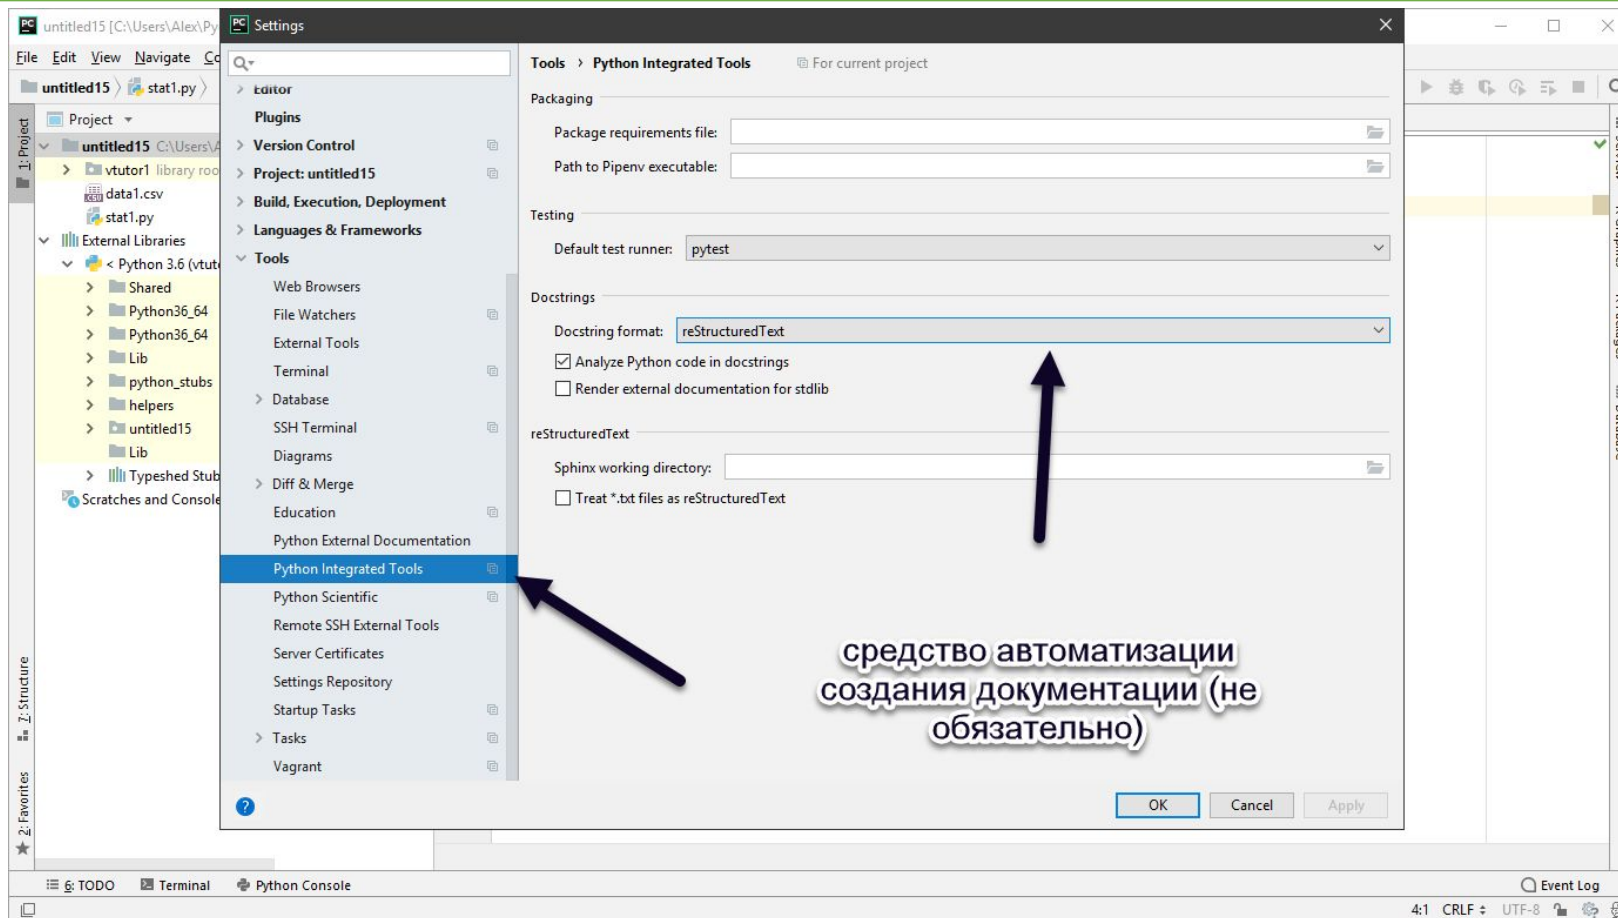 untitled15 [C:\Users\Alex\Py
Settings
File Edit View Navigate Co
untitled15 stat1.py
Project
1: Project
untitled15 C:\Users\A
vtutor1 library roo
data1.csv
stat1.py
External Libraries
< Python 3.6 (vtut
Shared
Python36_64
Python36_64
Lib
python_stubs
helpers
untitled15
Lib
Typeshed Stub
Scratches and Console
7: Structure
2: Favorites
Editor
Plugins
Version Control
Project: untitled15
Build, Execution, Deployment
Languages & Frameworks
Tools
Web Browsers
File Watchers
External Tools
Terminal
Database
SSH Terminal
Diagrams
Diff & Merge
Education
Python External Documentation
Python Integrated Tools
Python Scientific
Remote SSH External Tools
Server Certificates
Settings Repository
Startup Tasks
Tasks
Vagrant
Tools › Python Integrated Tools For current project
Packaging
Package requirements file:
Path to Pipenv executable:
Testing
Default test runner: pytest
Docstrings
Docstring format: reStructuredText
Analyze Python code in docstrings
Render external documentation for stdlib
reStructuredText
Sphinx working directory:
Treat *.txt files as reStructuredText
средство автоматизации
создания документации (не
обязательно)
OK Cancel Apply
6: TODO Terminal Python Console Event Log
4:1 CRLF UTF-8